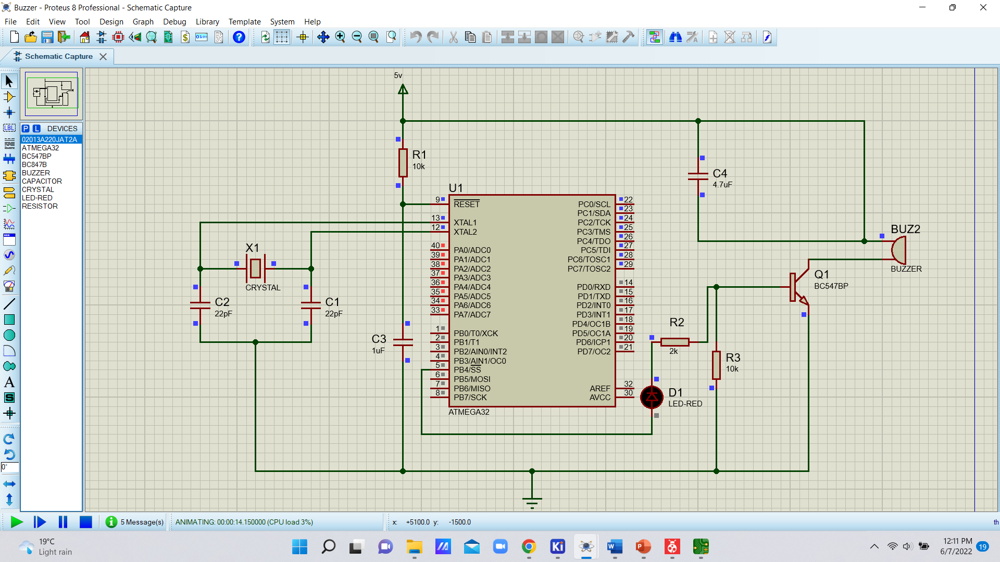 Buzzer - Proteus 8 Professional - Schematic Capture
File Edit View Tool Design Graph Debug Library Template System Help
Schematic Capture
P L DEVICES
02013A220JAT2A
ATMEGA32
BC547BP
BC847B
BUZZER
CAPACITOR
CRYSTAL
LED-RED
RESISTOR
LBL
A
S
0°
5v
R1
10k
C4
4.7uF
U1
9 RESET
13 XTAL1
12 XTAL2
40 PA0/ADC0
39 PA1/ADC1
38 PA2/ADC2
37 PA3/ADC3
36 PA4/ADC4
35 PA5/ADC5
34 PA6/ADC6
33 PA7/ADC7
1 PB0/T0/XCK
2 PB1/T1
3 PB2/AIN0/INT2
4 PB3/AIN1/OC0
5 PB4/SS
6 PB5/MOSI
7 PB6/MISO
8 PB7/SCK
PC0/SCL 22
PC1/SDA 23
PC2/TCK 24
PC3/TMS 25
PC4/TDO 26
PC5/TDI 27
PC6/TOSC1 28
PC7/TOSC2 29
PD0/RXD 14
PD1/TXD 15
PD2/INT0 16
PD3/INT1 17
PD4/OC1B 18
PD5/OC1A 19
PD6/ICP1 20
PD7/OC2 21
AREF 32
AVCC 30
ATMEGA32
X1
CRYSTAL
C2
22pF
C1
22pF
C3
1uF
BUZ2
BUZZER
Q1
BC547BP
R2
2k
R3
10k
D1
LED-RED
5 Message(s)
ANIMATING: 00:00:14.150000 (CPU load 3%)
x: +5100.0 y: -1500.0
th
19°C
Light rain
Ki
W
P
12:11 PM
6/7/2022
19